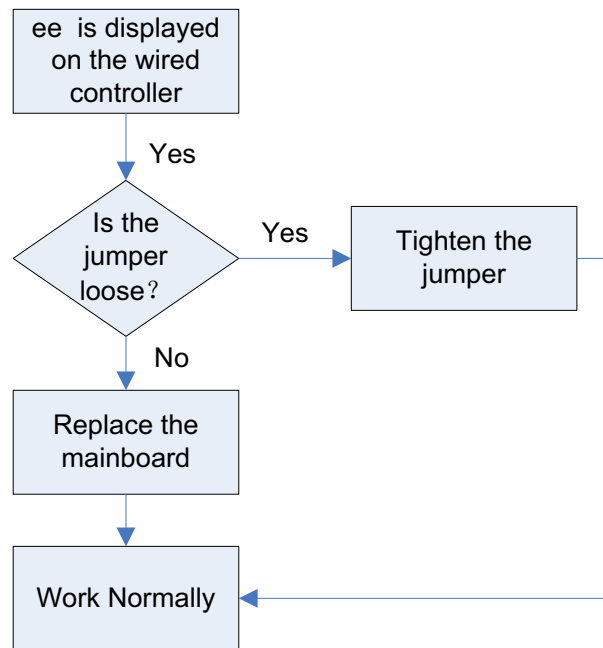 ee is displayed
on the wired
controller
Yes
Is the
jumper
loose？
Yes
Tighten the
jumper
No
Replace the
mainboard
Work Normally